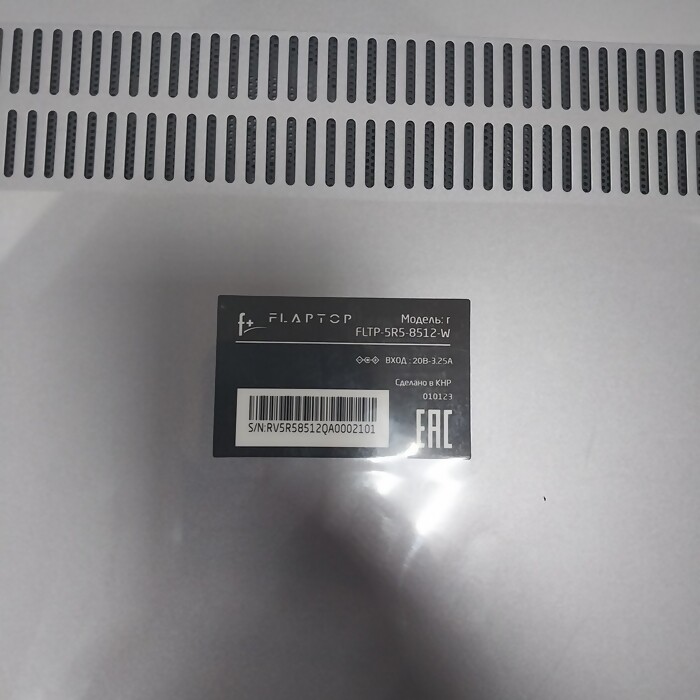 f+ FLAPTOP
Модель: r
FLTP-5R5-8512-W
ВХОД : 20В-3.25А
Сделано в КНР
010123
S/N:RV5R58512QA0002101
EAC